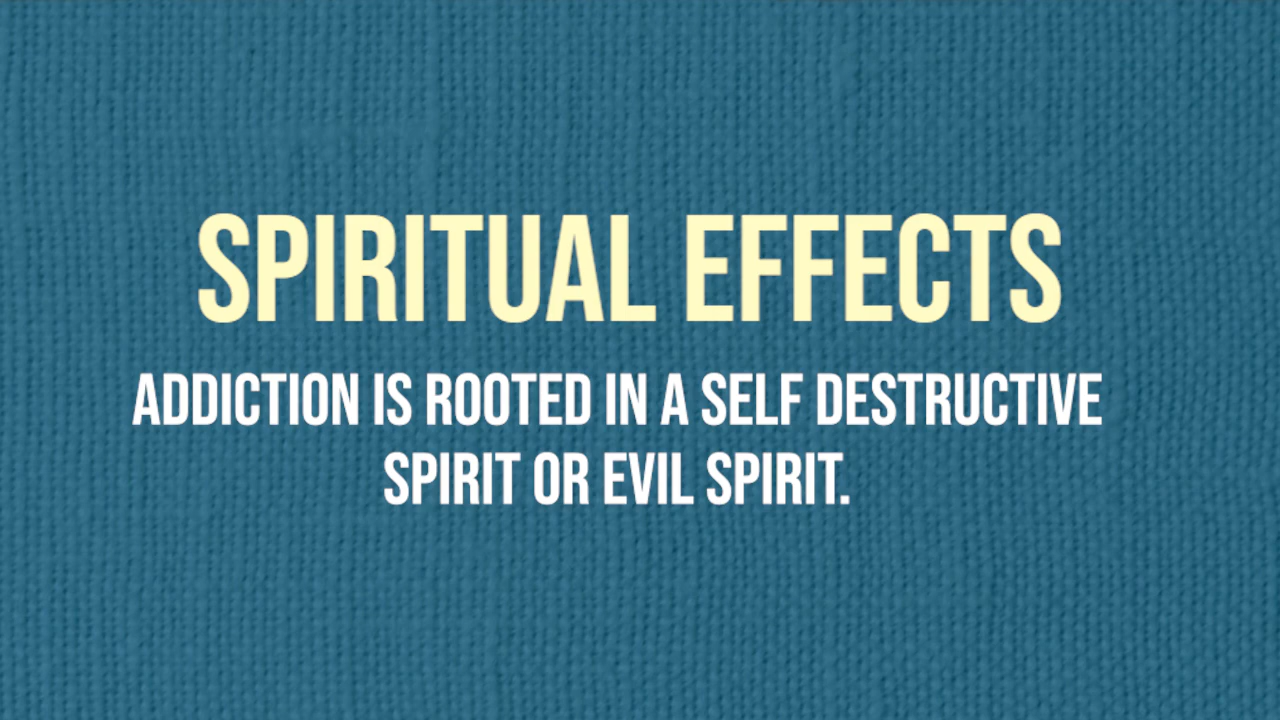 SPIRITUAL EFFECTS
ADDICTION IS ROOTED IN A SELF DESTRUCTIVE
SPIRIT OR EVIL SPIRIT.